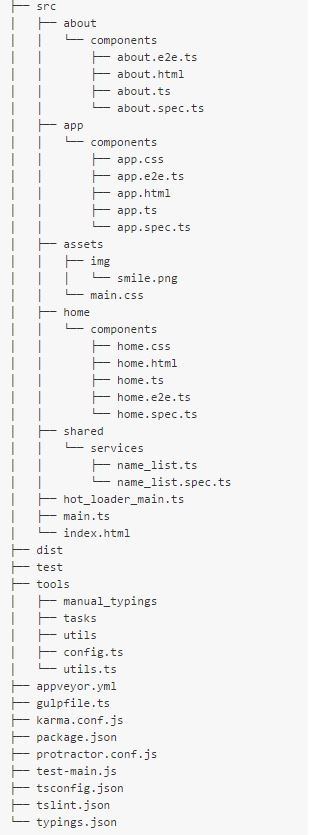 ├── src
│   ├── about
│   │   └── components
│   │       ├── about.e2e.ts
│   │       ├── about.html
│   │       ├── about.ts
│   │       └── about.spec.ts
│   ├── app
│   │   └── components
│   │       ├── app.css
│   │       ├── app.e2e.ts
│   │       ├── app.html
│   │       ├── app.ts
│   │       └── app.spec.ts
│   ├── assets
│   │   ├── img
│   │   │   └── smile.png
│   │   └── main.css
│   ├── home
│   │   └── components
│   │       ├── home.css
│   │       ├── home.html
│   │       ├── home.ts
│   │       ├── home.e2e.ts
│   │       └── home.spec.ts
│   ├── shared
│   │   └── services
│   │       ├── name_list.ts
│   │       └── name_list.spec.ts
│   ├── hot_loader_main.ts
│   ├── main.ts
│   └── index.html
├── dist
├── test
├── tools
│   ├── manual_typings
│   ├── tasks
│   ├── utils
│   ├── config.ts
│   └── utils.ts
├── appveyor.yml
├── gulpfile.ts
├── karma.conf.js
├── package.json
├── protractor.conf.js
├── test-main.js
├── tsconfig.json
├── tslint.json
└── typings.json